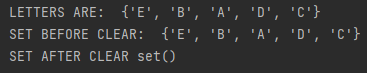 LETTERS ARE:  {'E', 'B', 'A', 'D', 'C'}
SET BEFORE CLEAR:  {'E', 'B', 'A', 'D', 'C'}
SET AFTER CLEAR set()